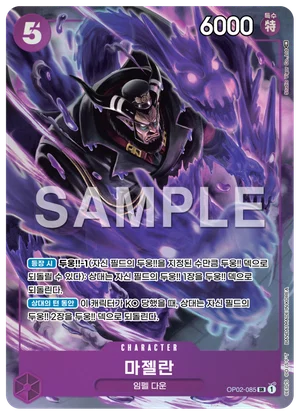 5
6000
특수
特
SAMPLE
등장 시 두웅!!-1(자신 필드의 두웅!!을 지정된 수만큼 두웅!! 덱으로
되돌릴 수 있다): 상대는 자신 필드의 두웅!! 1장을 두웅!! 덱으로
되돌린다.
상대의 턴 동안 이 캐릭터가 KO 당했을 때, 상대는 자신 필드의
두웅!! 2장을 두웅!! 덱으로 되돌린다.
CHARACTER
마젤란
임펠 다운
OP02-085
1